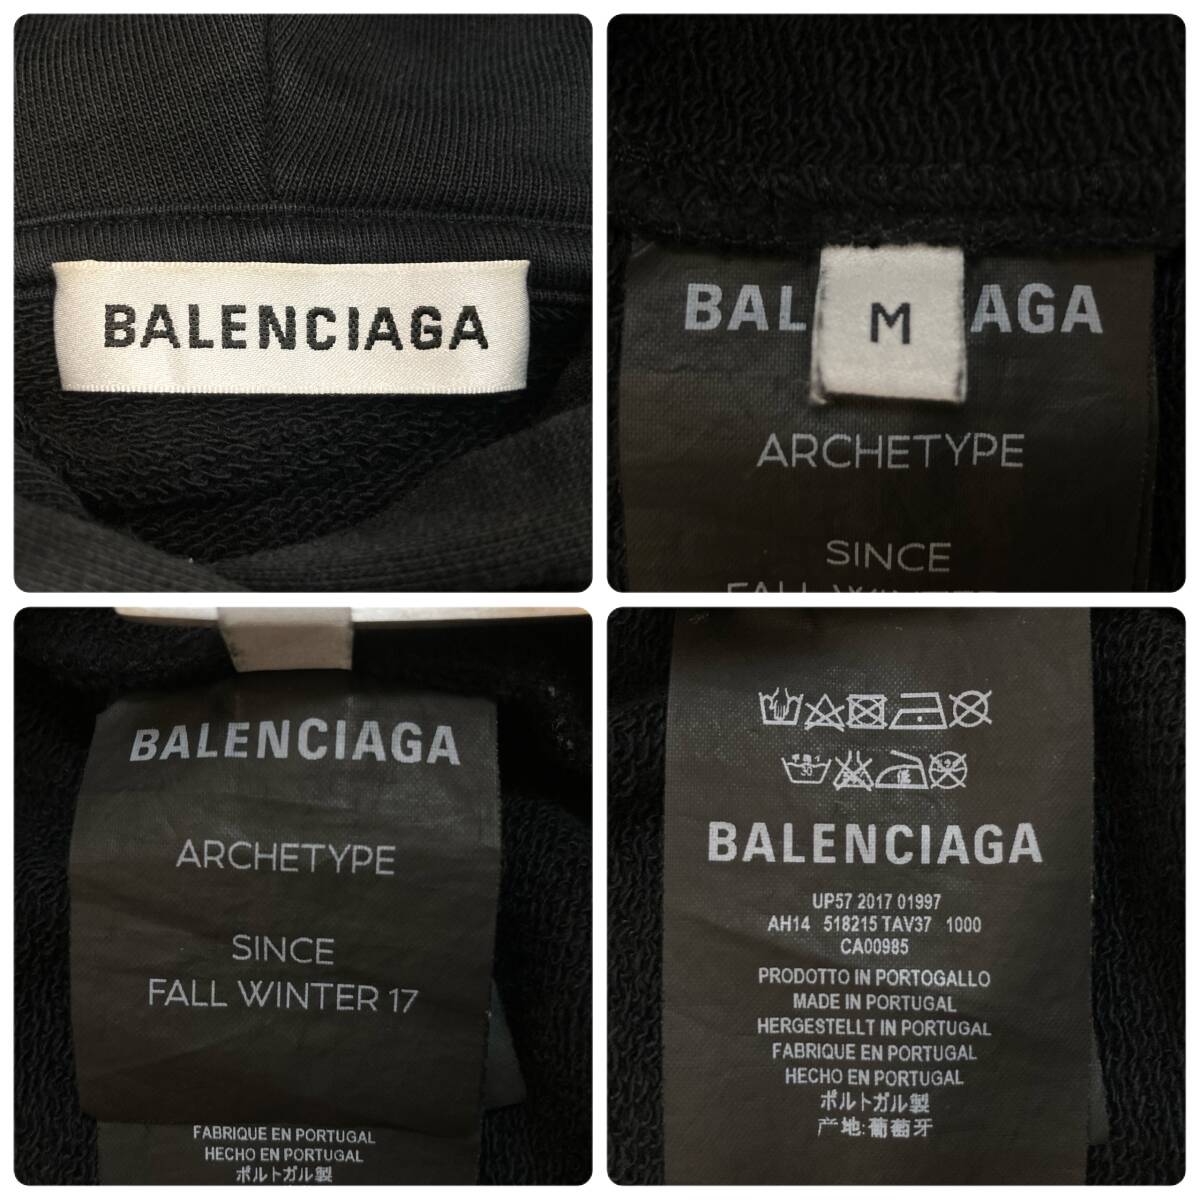 BALENCIAGA
BAL AGA
M
ARCHETYPE
SINCE
FALL WINTER
BALENCIAGA
ARCHETYPE
SINCE
FALL WINTER 17
FABRIQUE EN PORTUGAL
HECHO EN PORTUGAL
ポルトガル製
30
BALENCIAGA
UP57 2017 01997
AH14 518215 TAV37 1000
CA00985
PRODOTTO IN PORTOGALLO
MADE IN PORTUGAL
HERGESTELLT IN PORTUGAL
FABRIQUE EN PORTUGAL
HECHO EN PORTUGAL
ポルトガル製
产地:葡萄牙